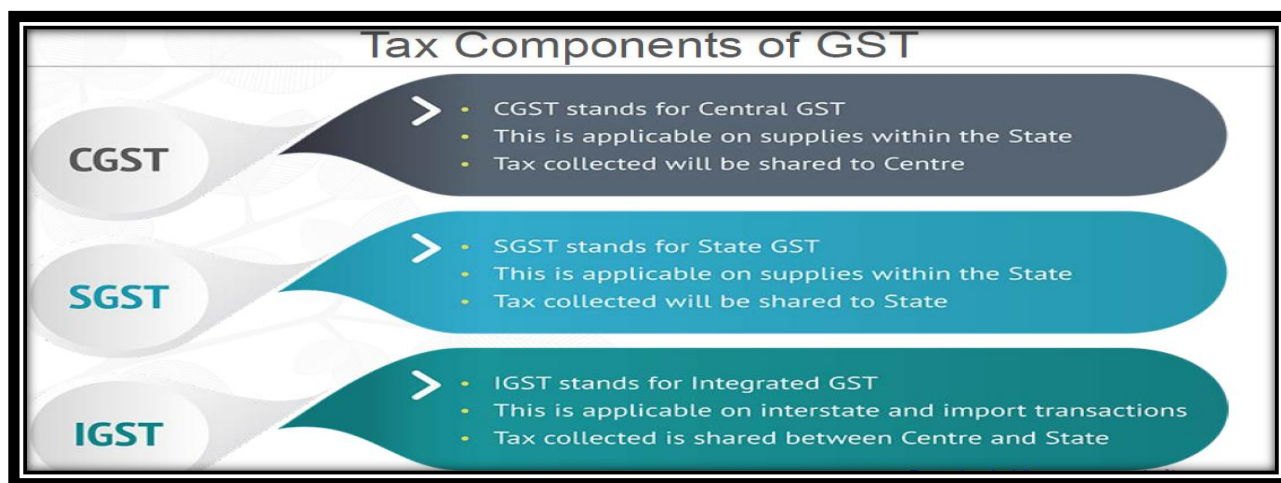 Tax Components of GST
CGST
• CGST stands for Central GST
• This is applicable on supplies within the State
• Tax collected will be shared to Centre
SGST
• SGST stands for State GST
• This is applicable on supplies within the State
• Tax collected will be shared to State
IGST
• IGST stands for Integrated GST
• This is applicable on interstate and import transactions
• Tax collected is shared between Centre and State